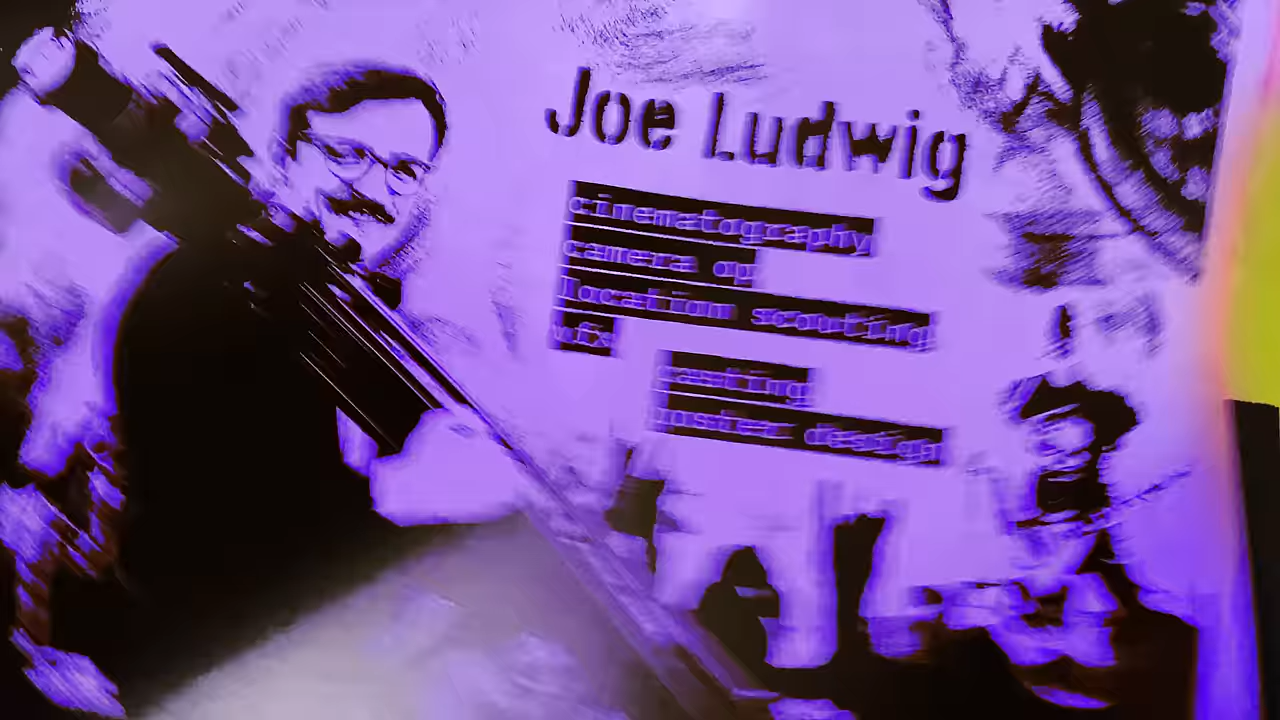 Joe Ludwig
cinematography
camera op
location scouting
vfx
casting
poster design